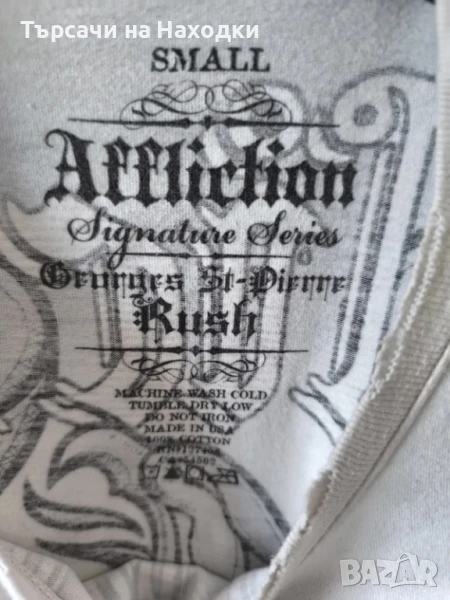 Търсачи на Находки
SMALL
Affliction
Signature Series
Georges St-Pierre
Rush
MACHINE WASH COLD
TUMBLE DRY LOW
DO NOT IRON
MADE IN USA
100% COTTON
BAZAR